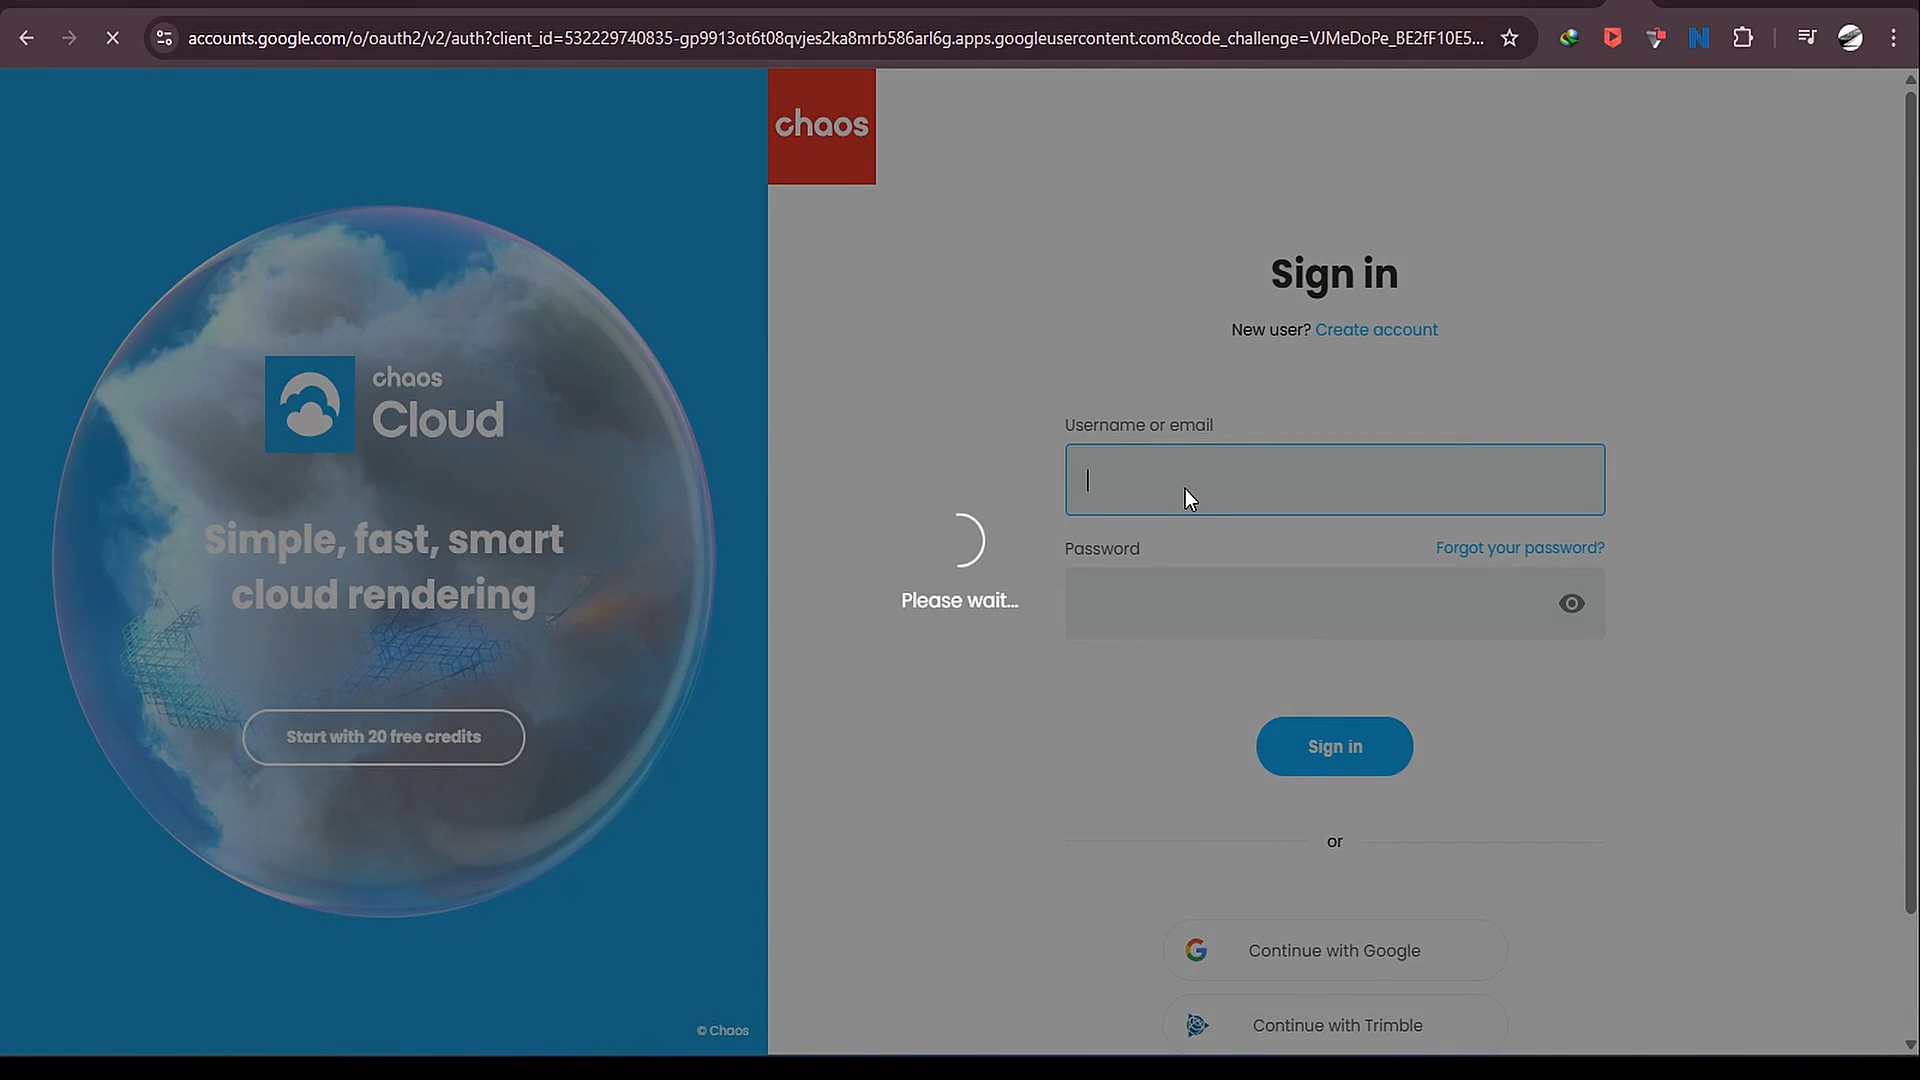 accounts.google.com/o/oauth2/v2/auth?client_id=532229740835-gp9913ot6t08qvjes2ka8mrb586arl6g.apps.googleusercontent.com&code_challenge=VJMeDoPe_BE2fF10E5...
chaos
chaos
Cloud
Simple, fast, smart
cloud rendering
Start with 20 free credits
© Chaos
Please wait...
Sign in
New user? Create account
Username or email
Password
Forgot your password?
Sign in
or
Continue with Google
Continue with Trimble